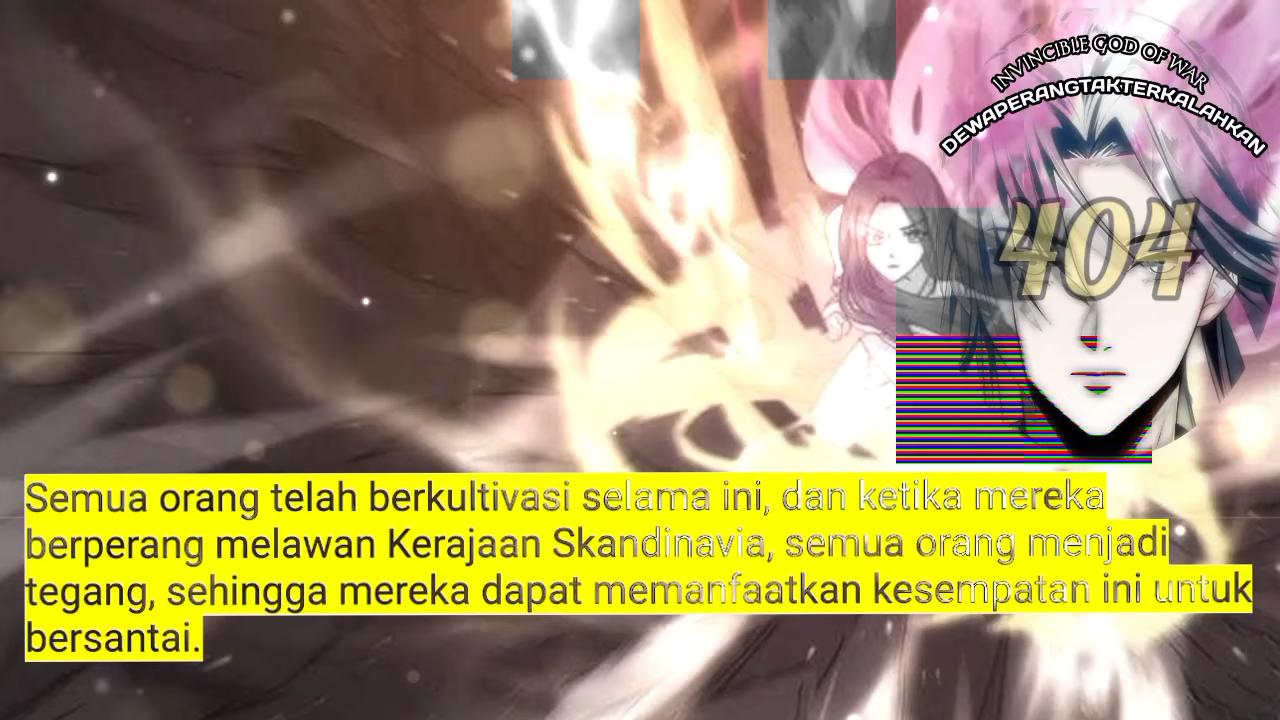 INVINCIBLE GOD OF WAR
DEWAPERANGTAKTERKALAHKAN
404
Semua orang telah berkultivasi selama ini, dan ketika mereka
berperang melawan Kerajaan Skandinavia, semua orang menjadi
tegang, sehingga mereka dapat memanfaatkan kesempatan ini untuk
bersantai.